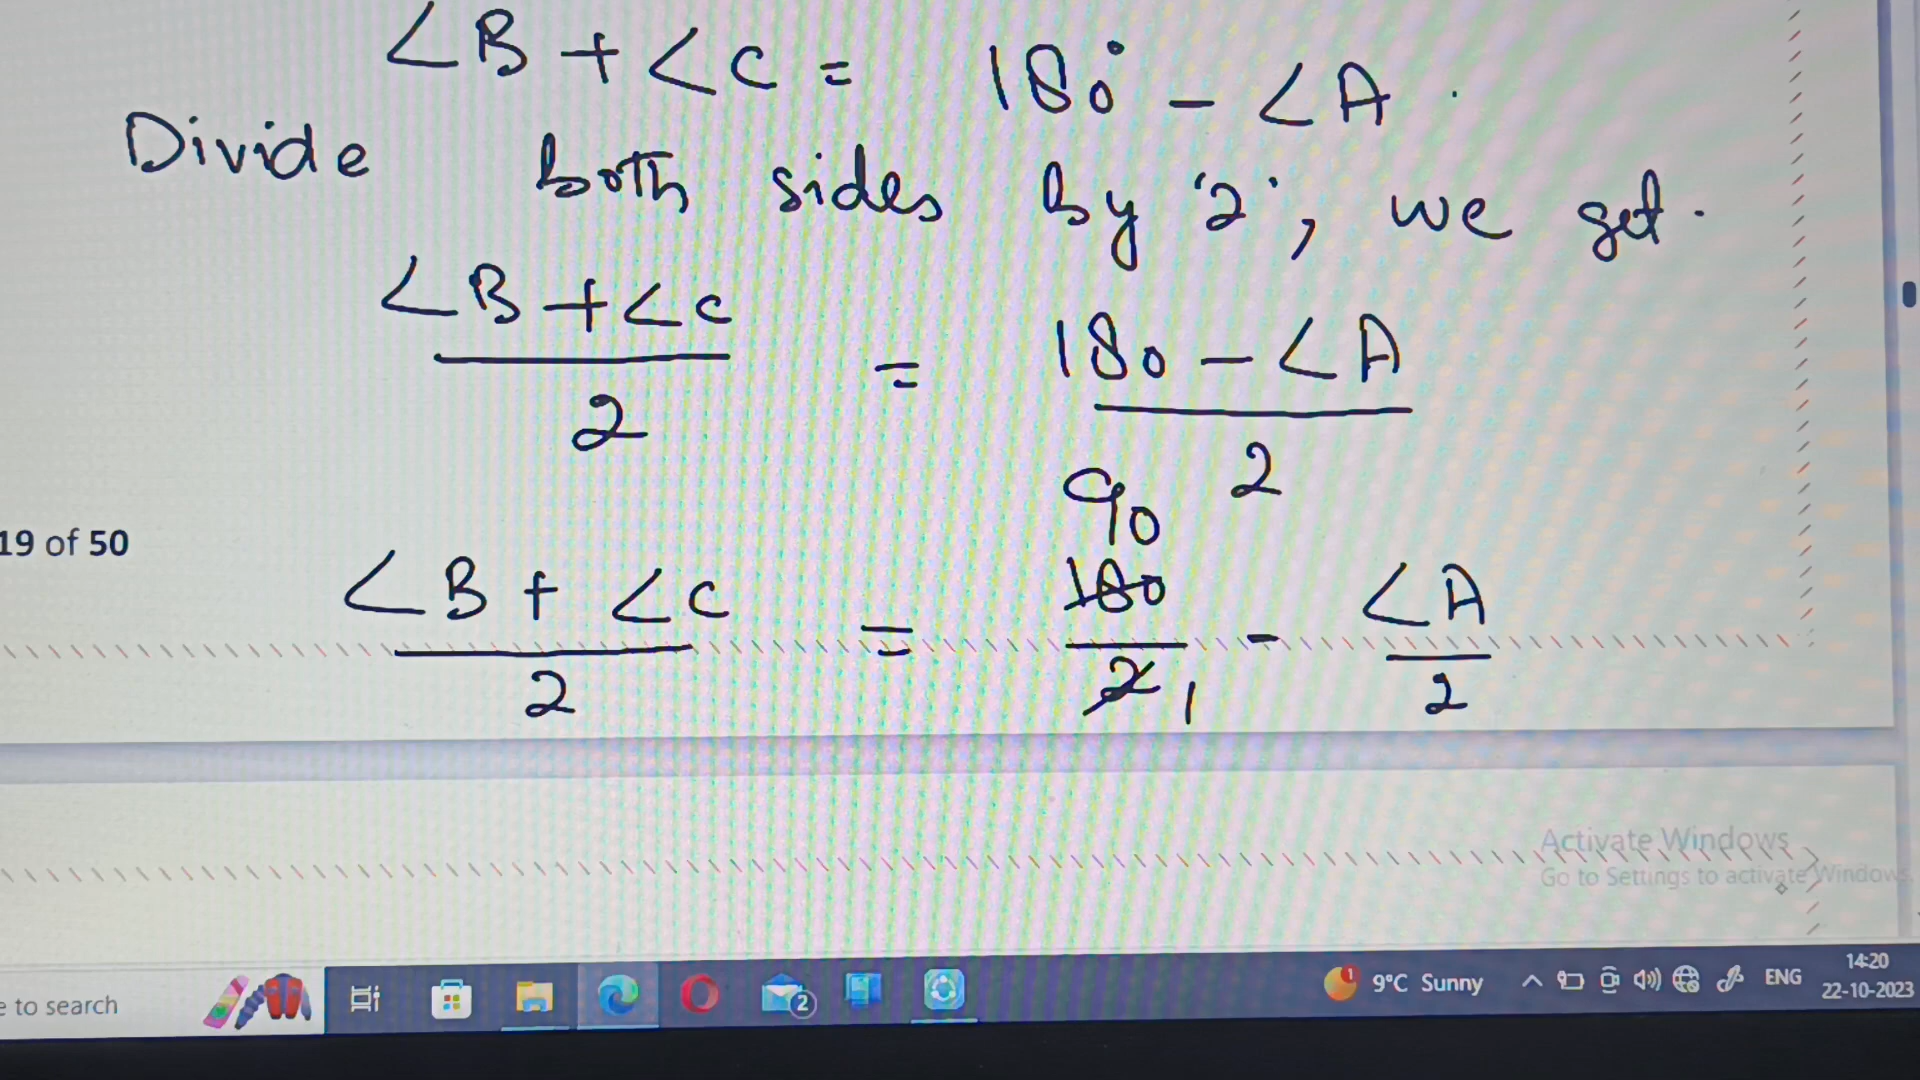 ∠B + ∠C = 180° - ∠A.
Divide both sides by '2', we get.
∠B + ∠C / 2 = 180 - ∠A / 2
90
19 of 50
∠B + ∠C / 2 = 180 / 2 1 - ∠A / 2
Activate Windows
Go to Settings to activate Windows
e to search
2
1
9°C Sunny
ENG
14:20
22-10-2023